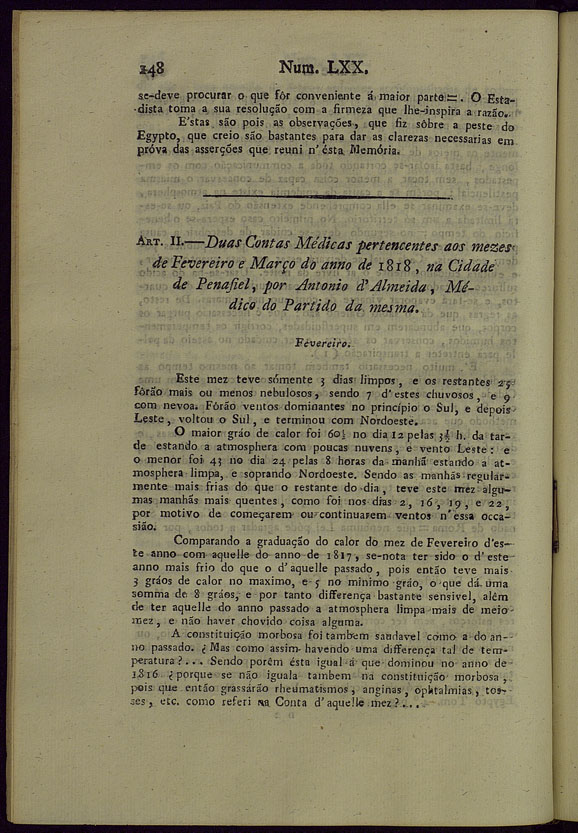 248 Num. LXX.
se-deve procurar o que fôr conveniente á maior parte=. O Esta-
dista toma a sua resolução com a firmeza que lhe-inspira a razão.
E'stas são pois as observações, que fiz sôbre a peste do
Egypto, que creio são bastantes para dar as clarezas necessarias em
próva das asserções que reuni n'ésta Memória.
ART. II.—Duas Contas Médicas pertencentes aos mezes
de Fevereiro e Março do anno de 1818, na Cidade
de Penafiel, por Antonio d'Almeida, Mé-
dico do Partido da mesma.
Fevereiro.
Este mez teve sómente 3 dias limpos, e os restantes 25
fôrão mais ou menos nebulosos, sendo 7 d'estes chuvosos, e 9
com nevoa. Fôrão ventos dominantes no princípio o Sul, e depois
Leste, voltou o Sul, e terminou com Nordoeste.
O maior gráo de calor foi 60½ no dia 12 pelas 3½ h. da tar-
de estando a atmosphera com poucas nuvens, e vento Leste: e
o menor foi 43 no dia 24 pelas 8 horas da manhã estando a at-
mosphera limpa, e soprando Nordoeste. Sendo as manhãs regular-
mente mais frias do que o restante do dia, teve este mez algu-
mas manhãs mais quentes, como foi nos dias 2, 16, 19, e 22,
por motivo de começarem ou continuarem ventos n'essa occa-
sião.
Comparando a graduação do calor do mez de Fevereiro d'es-
te anno com aquelle do anno de 1817, se-nota ter sido o d'este
anno mais frio do que o d'aquelle passado, pois então teve mais
3 gráos de calor no maximo, e 5 no minimo gráo, o que dá uma
somma de 8 gráos, e por tanto differença bastante sensivel, além
de ter aquelle do anno passado a atmosphera limpa mais de meio
mez, e não haver chovido coisa alguma.
A constituição morbosa foi tambem saudavel como a do an-
no passado. ¿Mas como assim havendo uma differença tal de tem-
peratura?... Sendo porêm ésta igual á que dominou no anno de
1816 ¿porque se não iguala tambem na constituição morbosa,
pois que então grassárão rheumatismos, anginas, ophtalmias, tos-
ses, etc. como referi na Conta d'aquelle mez?...